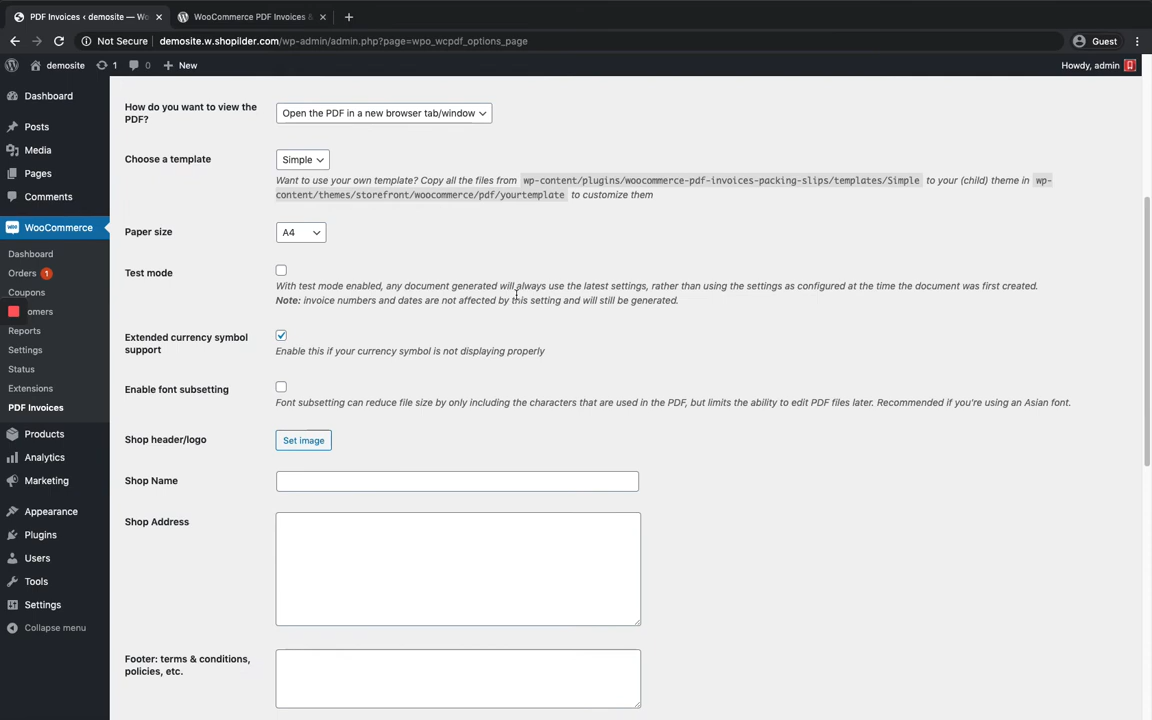 PDF Invoices ‹ demosite — Wo
WooCommerce PDF Invoices &
Not Secure
demosite.w.shopilder.com/wp-admin/admin.php?page=wpo_wcpdf_options_page
Guest
demosite
1
0
New
Howdy, admin
Dashboard
Posts
Media
Pages
Comments
WooCommerce
Dashboard
Orders 1
Coupons
omers
Reports
Settings
Status
Extensions
PDF Invoices
Products
Analytics
Marketing
Appearance
Plugins
Users
Tools
Settings
Collapse menu
How do you want to view the
PDF?
Open the PDF in a new browser tab/window
Choose a template
Simple
Want to use your own template? Copy all the files from wp-content/plugins/woocommerce-pdf-invoices-packing-slips/templates/Simple to your (child) theme in wp-
content/themes/storefront/woocommerce/pdf/yourtemplate to customize them
Paper size
A4
Test mode
With test mode enabled, any document generated will always use the latest settings, rather than using the settings as configured at the time the document was first created.
Note: invoice numbers and dates are not affected by this setting and will still be generated.
Extended currency symbol
support
Enable this if your currency symbol is not displaying properly
Enable font subsetting
Font subsetting can reduce file size by only including the characters that are used in the PDF, but limits the ability to edit PDF files later. Recommended if you're using an Asian font.
Shop header/logo
Set image
Shop Name
Shop Address
Footer: terms & conditions,
policies, etc.